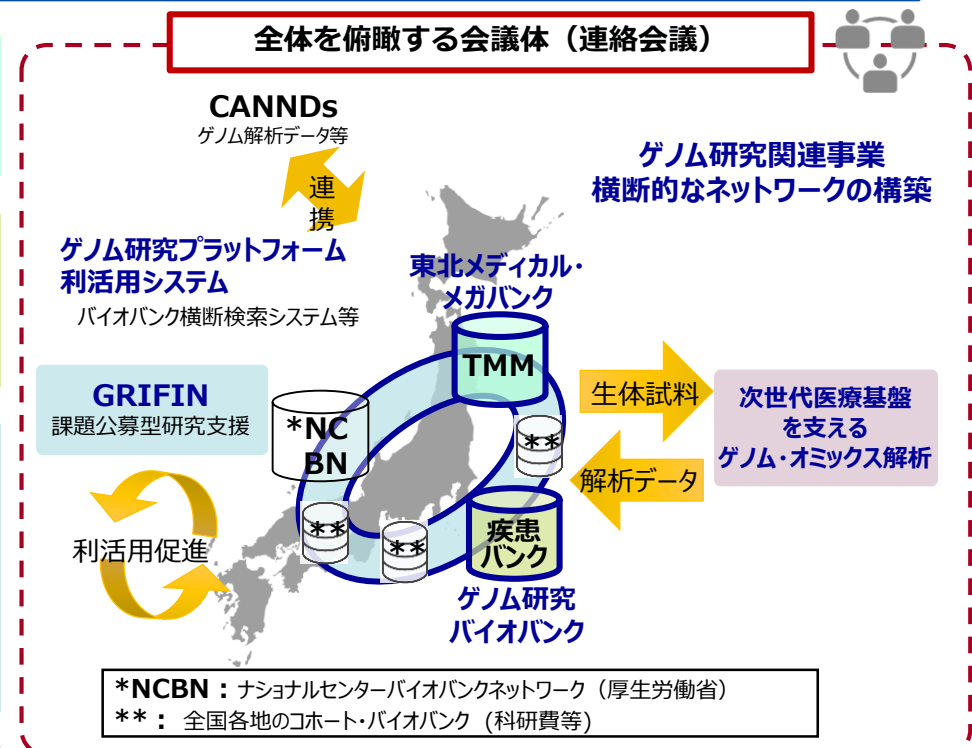 全体を俯瞰する会議体（連絡会議）
CANNDs
ゲノム解析データ等
連
携
ゲノム研究関連事業
横断的なネットワークの構築
ゲノム研究プラットフォーム
利活用システム
バイオバンク横断検索システム等
東北メディカル・
メガバンク
TMM
GRIFIN
課題公募型研究支援
*NC
BN
**
生体試料
解析データ
次世代医療基盤
を支える
ゲノム・オミックス解析
利活用促進
**
**
疾患
バンク
ゲノム研究
バイオバンク
*NCBN：ナショナルセンターバイオバンクネットワーク（厚生労働省）
**： 全国各地のコホート・バイオバンク (科研費等)